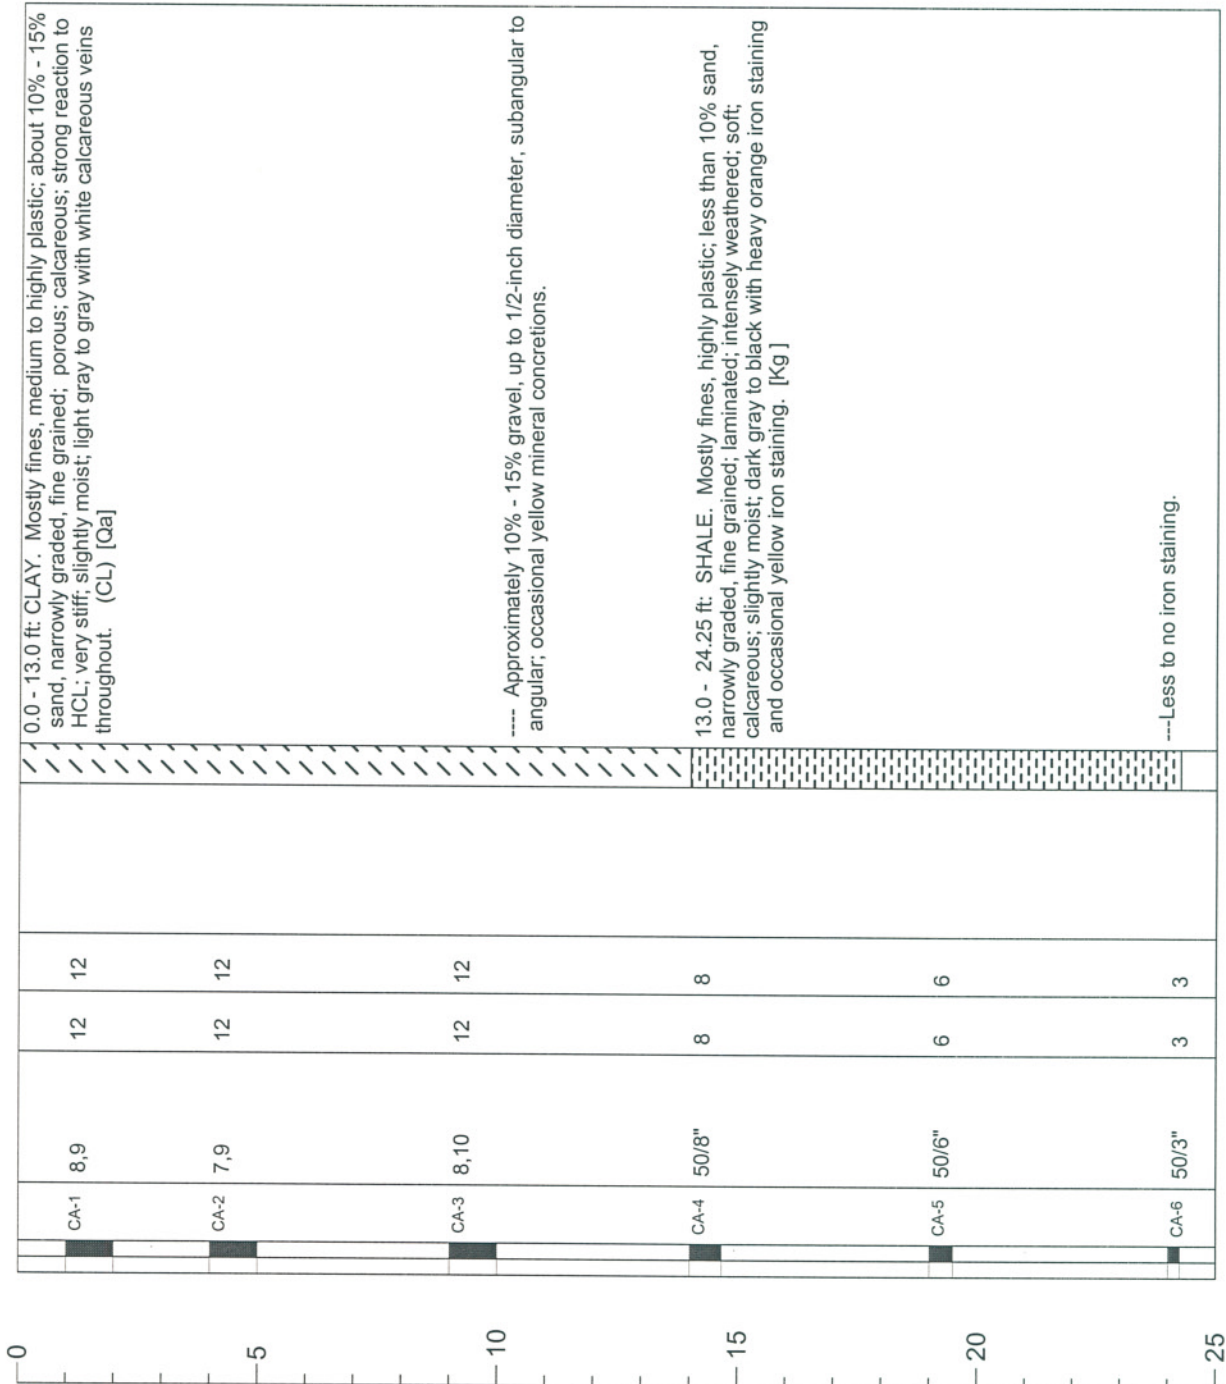 0
5
10
15
20
25
CA-1
8,9
12
12
CA-2
7,9
12
12
CA-3
8,10
12
12
CA-4
50/8"
8
8
CA-5
50/6"
6
6
CA-6
50/3"
3
3
0.0 - 13.0 ft: CLAY. Mostly fines, medium to highly plastic; about 10% - 15%
sand, narrowly graded, fine grained; porous; calcareous; strong reaction to
HCL; very stiff; slightly moist; light gray to gray with white calcareous veins
throughout. (CL) [Qa]
---- Approximately 10% - 15% gravel, up to 1/2-inch diameter, subangular to
angular; occasional yellow mineral concretions.
13.0 - 24.25 ft: SHALE. Mostly fines, highly plastic; less than 10% sand,
narrowly graded, fine grained; laminated; intensely weathered; soft;
calcareous; slightly moist; dark gray to black with heavy orange iron staining
and occasional yellow iron staining. [Kg ]
---Less to no iron staining.